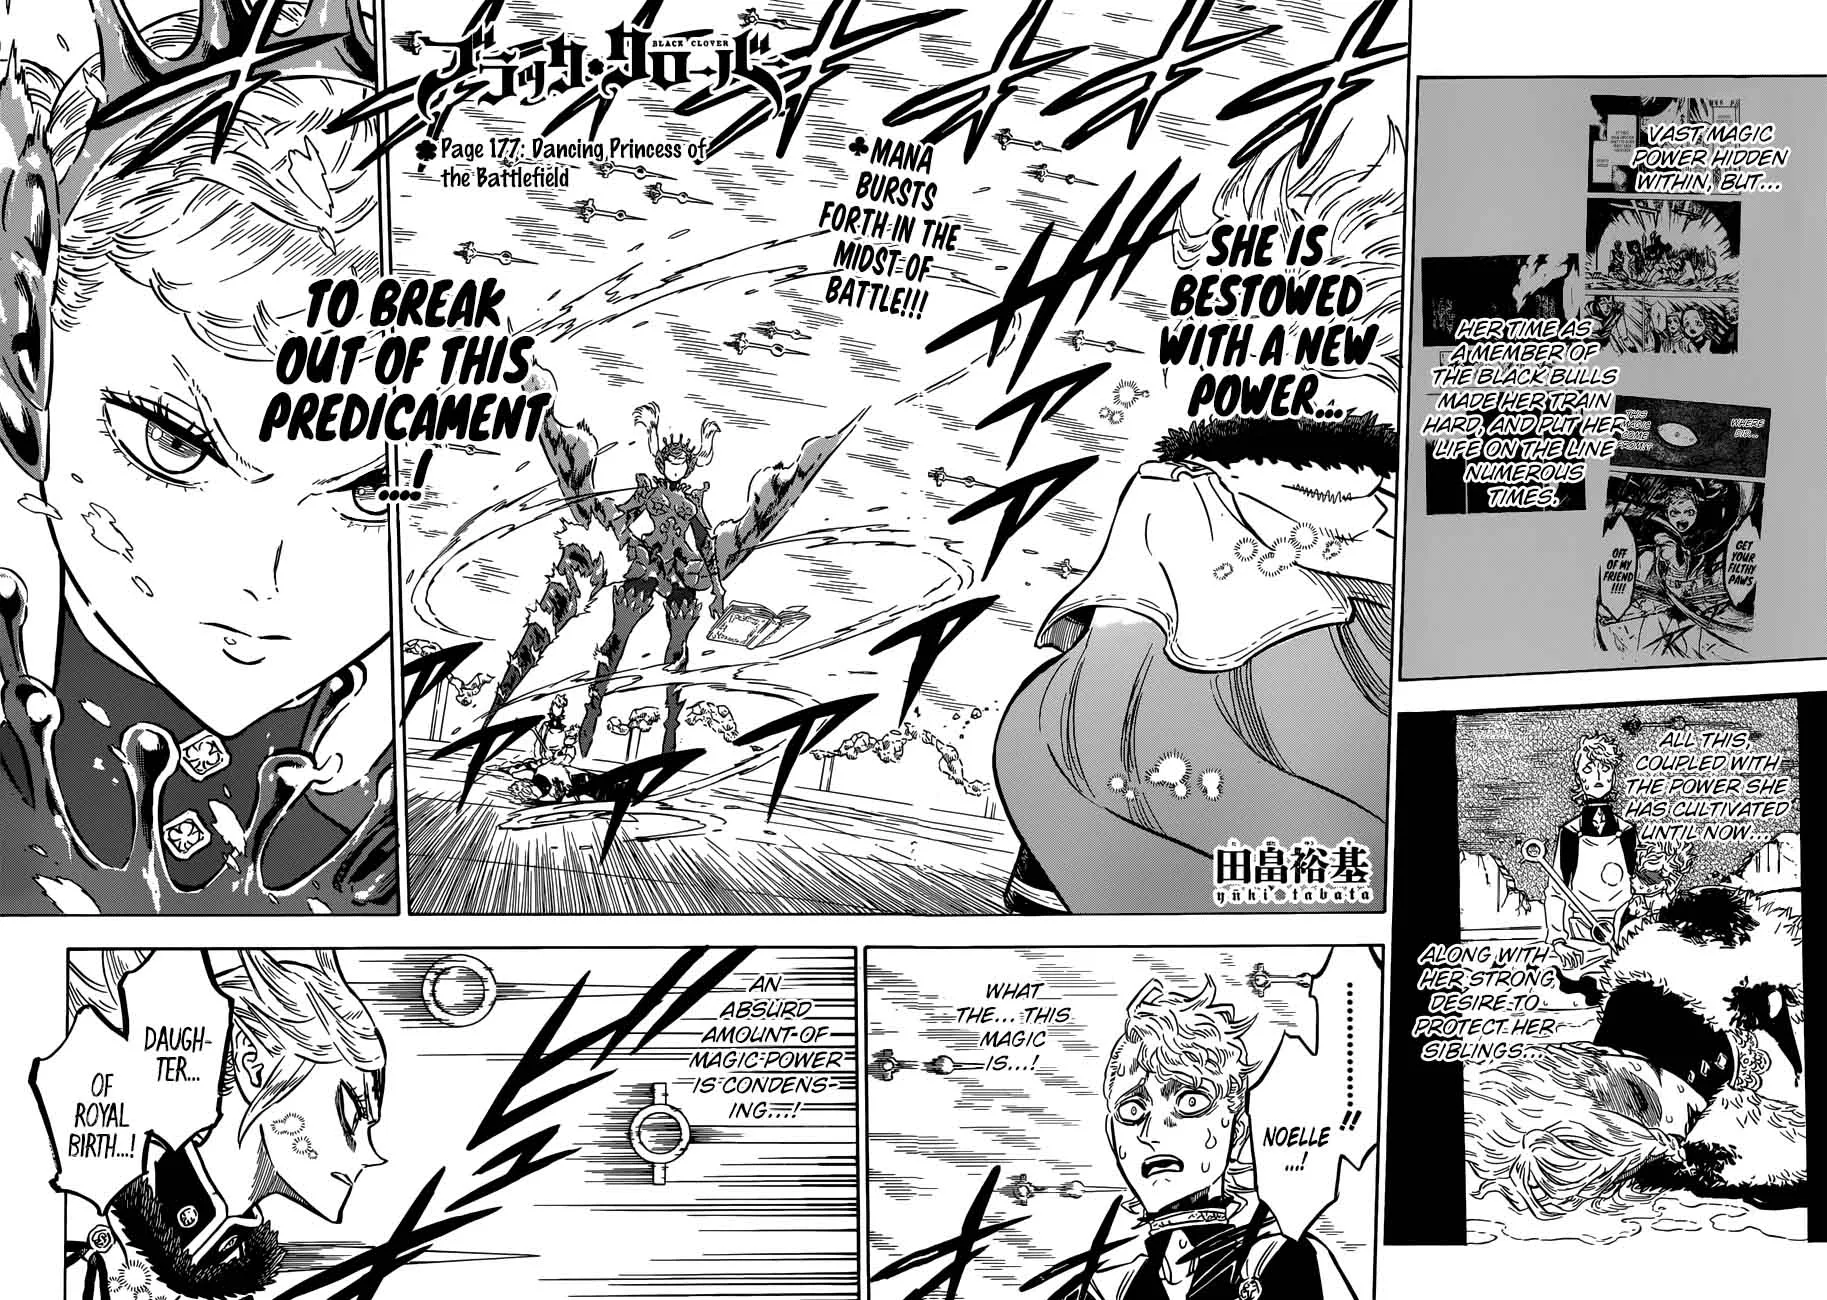 VAST MAGIC
POWER HIDDEN
WITHIN, BUT...
HER TIME AS
A MEMBER OF
THE BLACK BULLS
MADE HER TRAIN
HARD, AND PUT HER
LIFE ON THE LINE
NUMEROUS
TIMES.
WHERE
DID...
THIS
MAGIC
COME
FROM?
GET
YOUR
FILTHY
PAWS
OFF
OF MY
FRIEND
!!!!
ALL THIS,
COUPLED WITH
THE POWER SHE
HAS CULTIVATED
UNTIL NOW...
ALONG WITH
HER STRONG
DESIRE TO
PROTECT HER
SIBLINGS...
SHE IS
BESTOWED
WITH A NEW
POWER...
田畠裕基
yūki tabata
MANA
BURSTS
FORTH IN THE
MIDST OF
BATTLE!!!
BLACK CLOVER
ブラッククローバー
Page 177: Dancing Princess of
the Battlefield
TO BREAK
OUT OF THIS
PREDICAMENT
....!
........!!
NOELLE
...!
WHAT
THE... THIS
MAGIC
IS...!
AN
ABSURD
AMOUNT OF
MAGIC POWER
IS CONDENS-
ING...!
DAUGH-
TER...
OF
ROYAL
BIRTH...!